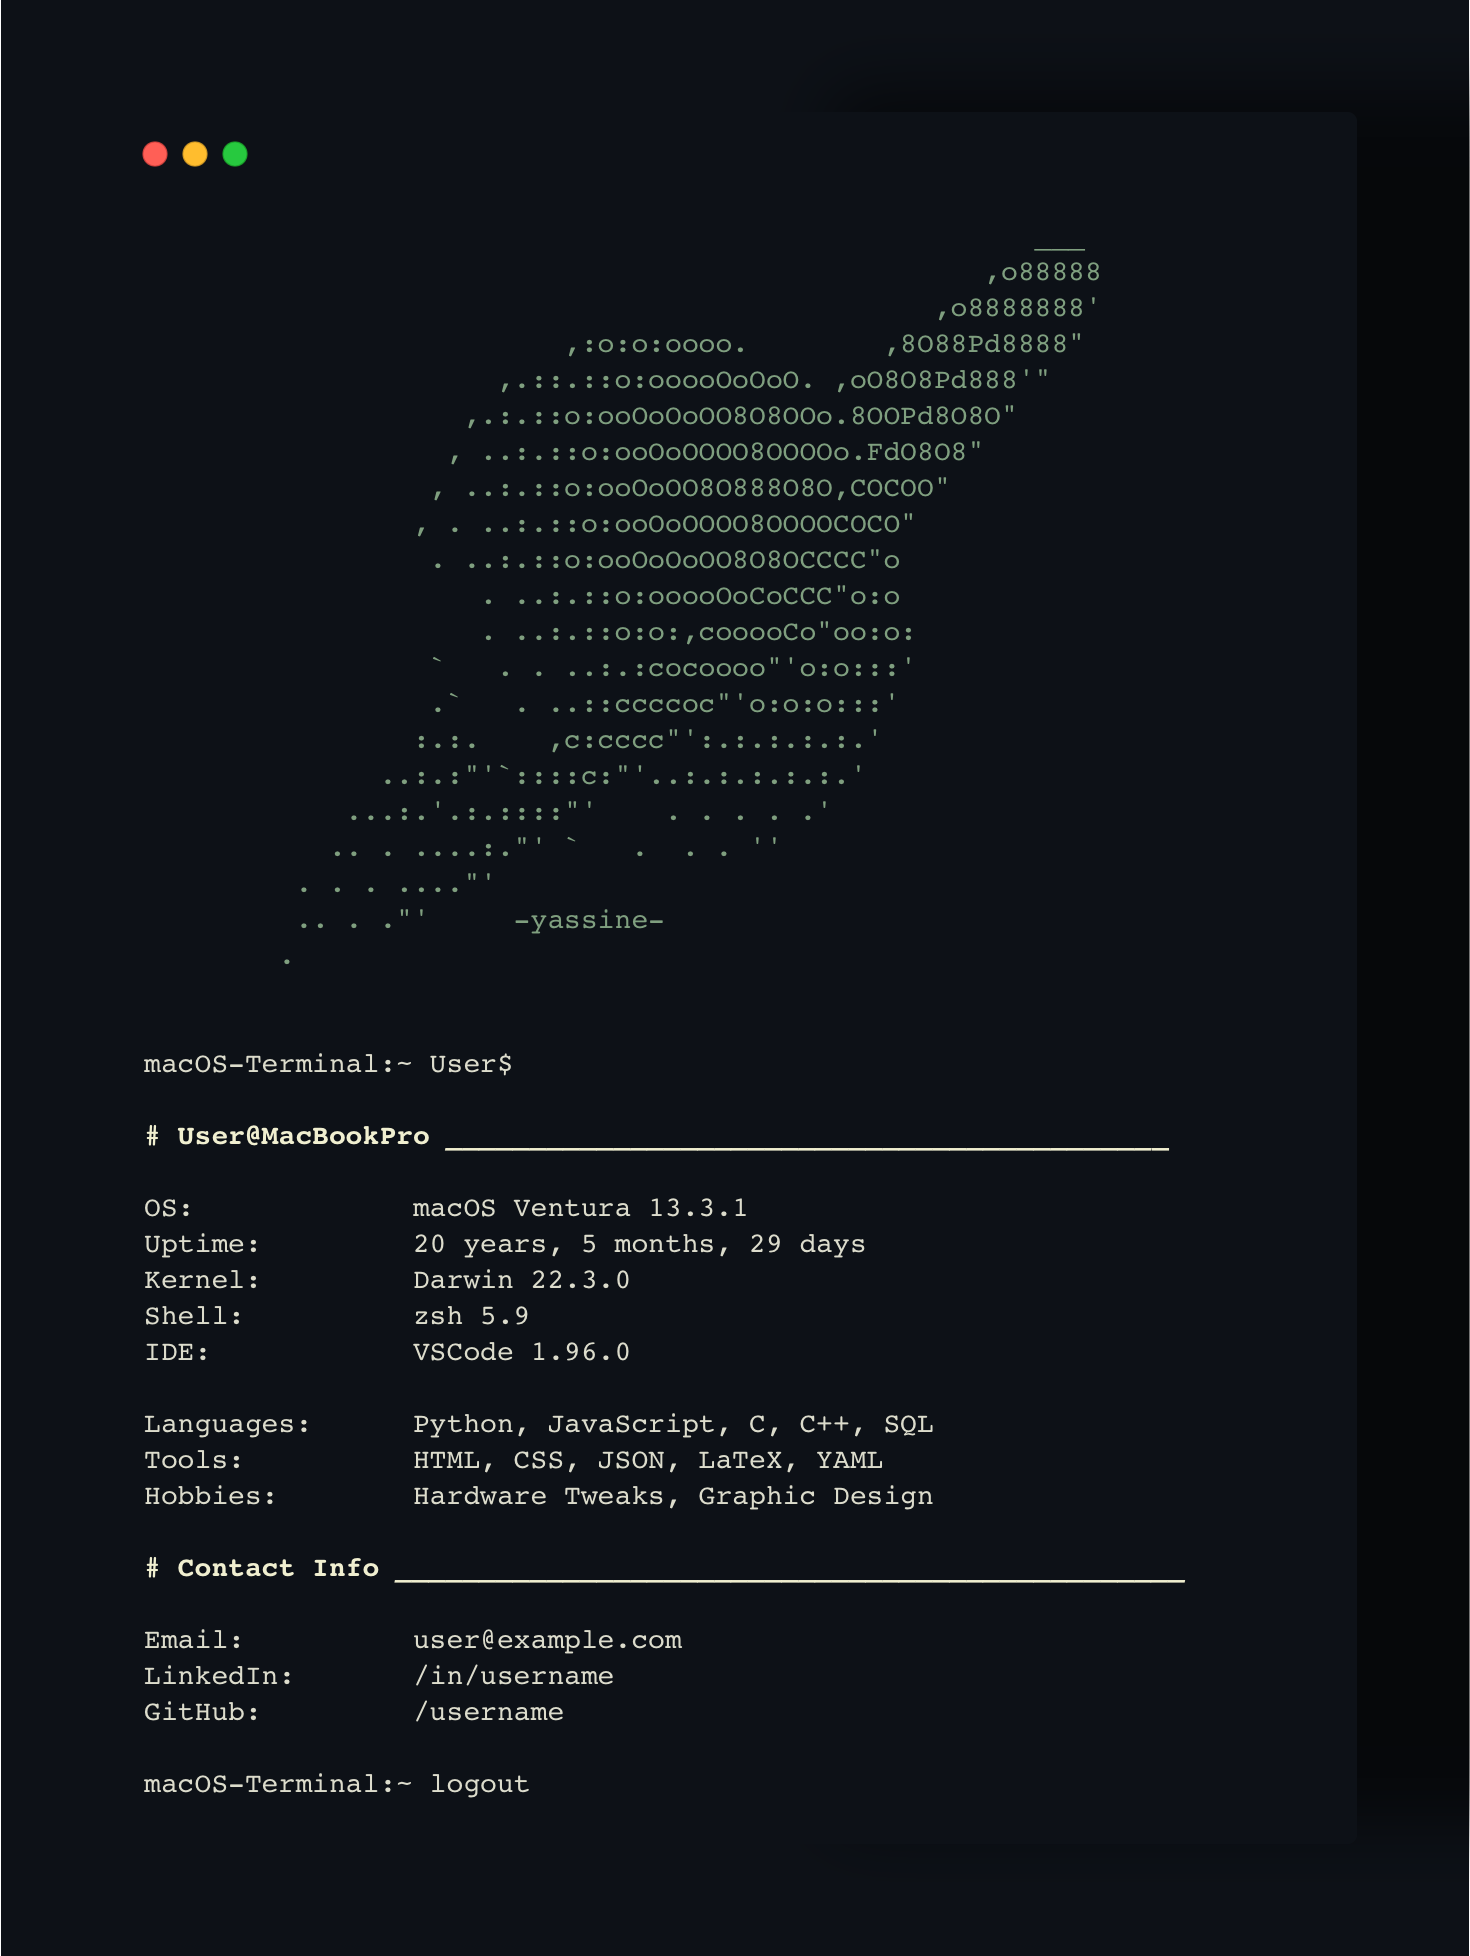 ___
                                                  ,o88888
                                               ,o8888888'
                         ,:o:o:oooo.        ,8O88Pd8888"
                     ,.::.::o:ooooOoOoO. ,oO8O8Pd888'"
                   ,.:.::o:ooOoOoOO8O8OOo.8OOPd8O8O"
                  , ..:.::o:ooOoOOOO8OOOOo.FdO8O8"
                 , ..:.::o:ooOoOO8O888O8O,COCOO"
                , . ..:.::o:ooOoOOOO8OOOOCOCO"
                 . ..:.::o:ooOoOoOO8O8OCCCC"o
                    . ..:.::o:ooooOoCoCCC"o:o
                    . ..:.::o:o:,cooooCo"oo:o:
                 `   . . ..:.:cocoooo"'o:o:::'
                 .`   . ..::ccccoc"'o:o:o:::'
                :.:.    ,c:cccc"':.:.:.:.:.'
              ..:.:"'`::::c:"'..:.:.:.:.:.'
            ...:.'.:.::::"'    . . . . .'
           .. . ....:."' `   .  . . ''
         . . . ...."'
         .. . ."'     -yassine-
        .
macOS-Terminal:~ User$
# User@MacBookPro ___________________________________________
OS: macOS Ventura 13.3.1
Uptime: 20 years, 5 months, 29 days
Kernel: Darwin 22.3.0
Shell: zsh 5.9
IDE: VSCode 1.96.0
Languages: Python, JavaScript, C, C++, SQL
Tools: HTML, CSS, JSON, LaTeX, YAML
Hobbies: Hardware Tweaks, Graphic Design
# Contact Info _______________________________________________
Email: user@example.com
LinkedIn: /in/username
GitHub: /username
macOS-Terminal:~ logout